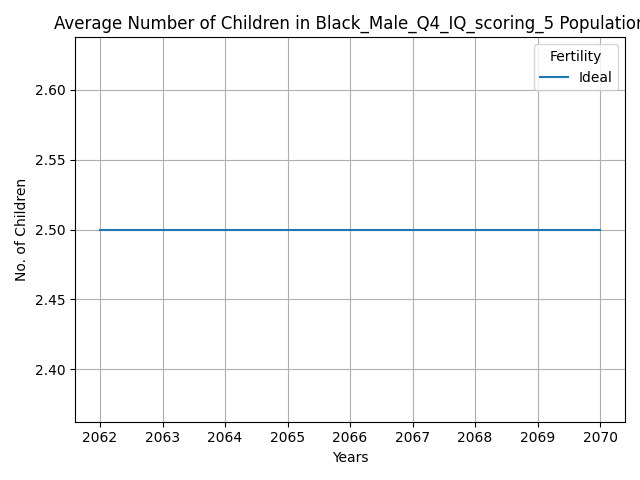 Average Number of Children in Black_Male_Q4_IQ_scoring_5 Population
Fertility
Ideal
2.60
2.55
2.50
2.45
2.40
No. of Children
2062 2063 2064 2065 2066 2067 2068 2069 2070
Years